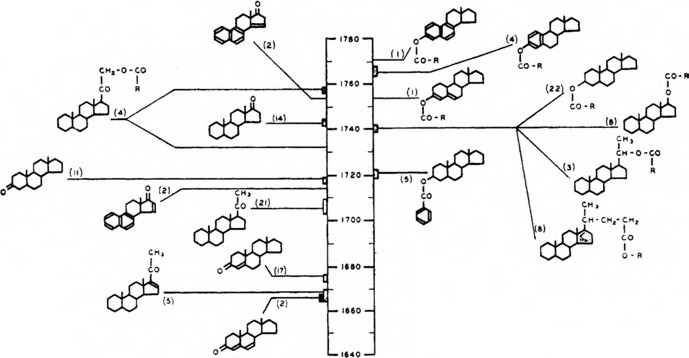 O
(2)
CH₂-O-CO
O R
(4)
O
(14)
O
(11)
O
(2)
CH₃
C O
(21)
O
(17)
CH₃
C O
(5)
O
(2)
1780
1760
1740
1720
1700
1680
1660
1640
(1)
O
CO-R
(4)
O
CO-R
(1)
O
CO-R
(22)
O
CO-R
CO-R
O
(8)
CH₃
CH-O-CO
R
(3)
(5)
O
CO
CH₃
CH-CH₂-CH₂
CO
O-R
(8)